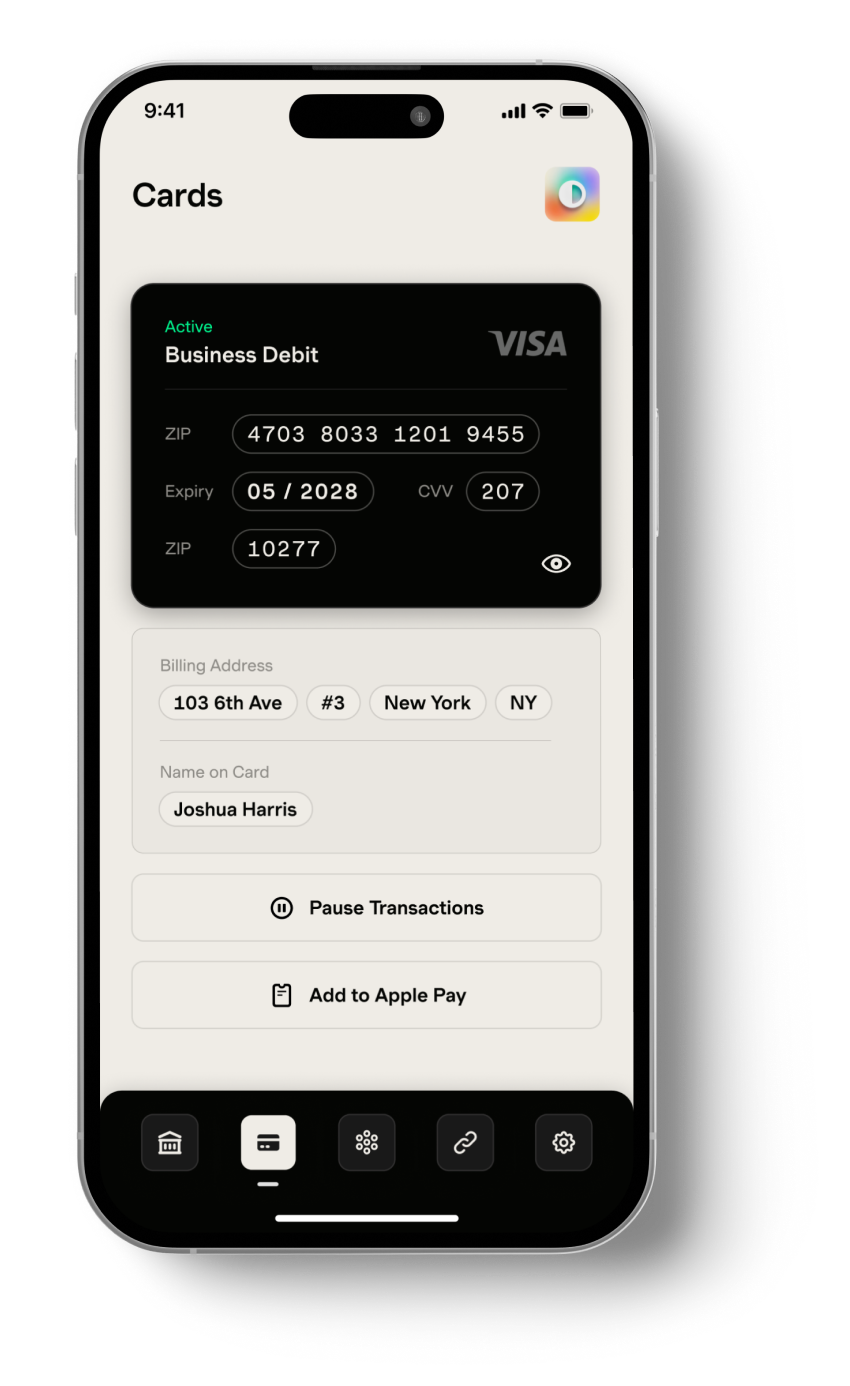 9:41
Cards
Active
Business Debit
VISA
ZIP 4703 8033 1201 9455
Expiry 05 / 2028 CVV 207
ZIP 10277
Billing Address
103 6th Ave #3 New York NY
Name on Card
Joshua Harris
Pause Transactions
Add to Apple Pay